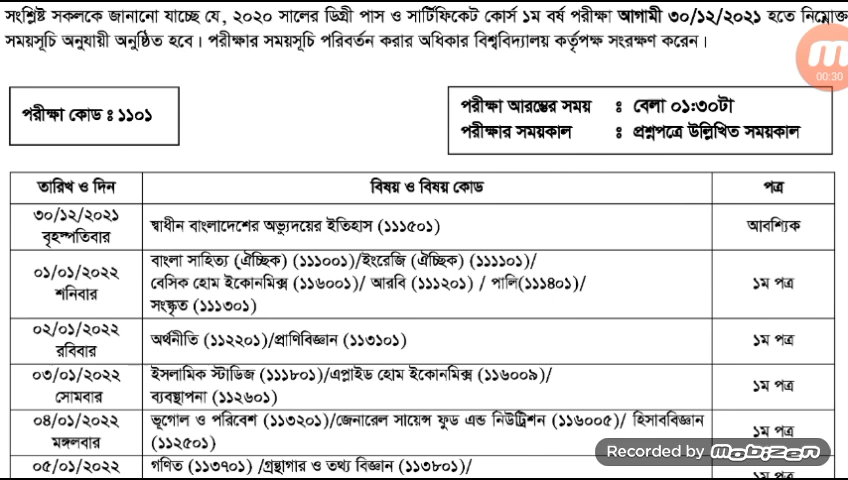 সংশ্লিষ্ট সকলকে জানানো যাচ্ছে যে, ২০২০ সালের ডিগ্রী পাস ও সার্টিফিকেট কোর্স ১ম বর্ষ পরীক্ষা আগামী ৩০/১২/২০২১ হতে নিম্নোক্ত
সময়সূচি অনুযায়ী অনুষ্ঠিত হবে। পরীক্ষার সময়সূচি পরিবর্তন করার অধিকার বিশ্ববিদ্যালয় কর্তৃপক্ষ সংরক্ষণ করেন।
00:30
পরীক্ষা কোড ঃ ১১০১
পরীক্ষা আরম্ভের সময় ঃ বেলা ০১:৩০টা
পরীক্ষার সময়কাল ঃ প্রশ্নপত্রে উল্লিখিত সময়কাল
তারিখ ও দিন বিষয় ও বিষয় কোড পত্র
৩০/১২/২০২১
বৃহস্পতিবার
স্বাধীন বাংলাদেশের অভ্যুদয়ের ইতিহাস (১১১৫০১)
আবশ্যিক
০১/০১/২০২২
শনিবার
বাংলা সাহিত্য (ঐচ্ছিক) (১১১০০১)/ইংরেজি (ঐচ্ছিক) (১১১১০১)/
বেসিক হোম ইকোনমিক্স (১১৬০০১)/ আরবি (১১১২০১) / পালি(১১১৪০১)/
সংস্কৃত (১১১৩০১)
১ম পত্র
০২/০১/২০২২
রবিবার
অর্থনীতি (১১২২০১)/প্রাণিবিজ্ঞান (১১৩১০১)
১ম পত্র
০৩/০১/২০২২
সোমবার
ইসলামিক স্টাডিজ (১১১৮০১)/এপ্লাইড হোম ইকোনমিক্স (১১৬০০৯)/
ব্যবস্থাপনা (১১২৬০১)
১ম পত্র
০৪/০১/২০২২
মঙ্গলবার
ভূগোল ও পরিবেশ (১১৩২০১)/জেনারেল সায়েন্স ফুড এন্ড নিউট্রিশন (১১৬০০৫)/ হিসাববিজ্ঞান
(১১২৫০১)
১ম পত্র
০৫/০১/২০২২
গণিত (১১৩৭০১) /গ্রন্থাগার ও তথ্য বিজ্ঞান (১১৩৮০১)/
১ম পত্র
Recorded by Mobizen